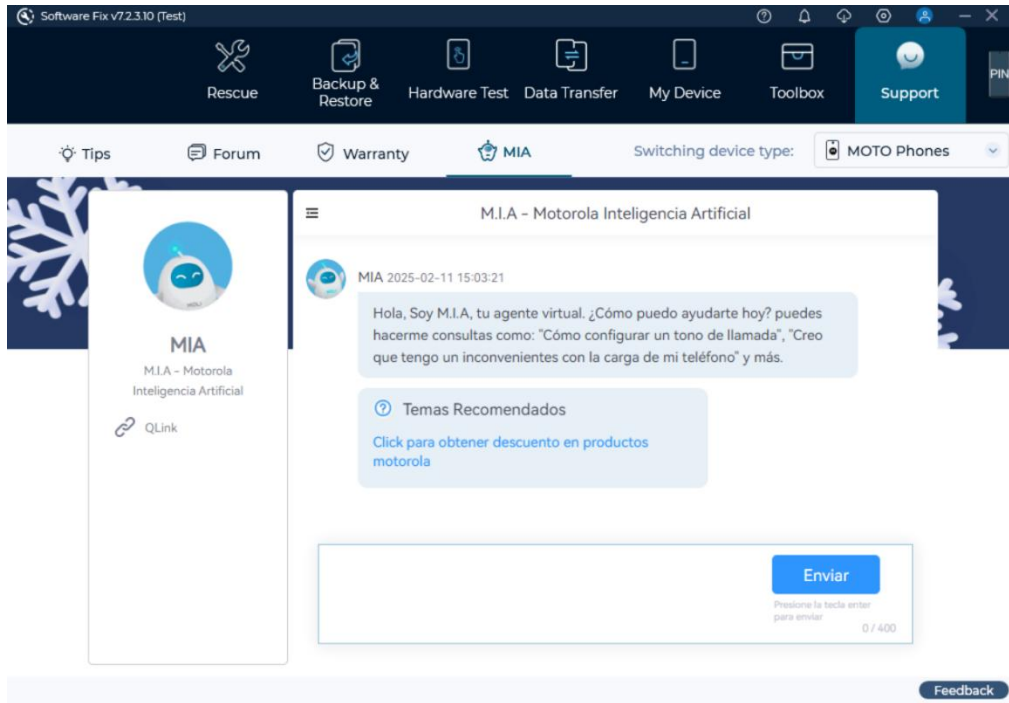 Software Fix v7.2.3.10 (Test)
Rescue
Backup &
Restore
Hardware Test
Data Transfer
My Device
Toolbox
Support
PIN
Tips
Forum
Warranty
MIA
Switching device type:
MOTO Phones
MIA
M.I.A - Motorola
Inteligencia Artificial
QLink
M.I.A - Motorola Inteligencia Artificial
MIA 2025-02-11 15:03:21
Hola, Soy M.I.A, tu agente virtual. ¿Cómo puedo ayudarte hoy? puedes
hacerme consultas como: "Cómo configurar un tono de llamada", "Creo
que tengo un inconvenientes con la carga de mi teléfono" y más.
Temas Recomendados
Click para obtener descuento en productos
motorola
Enviar
Presione la tecla enter
para enviar
0 / 400
Feedback